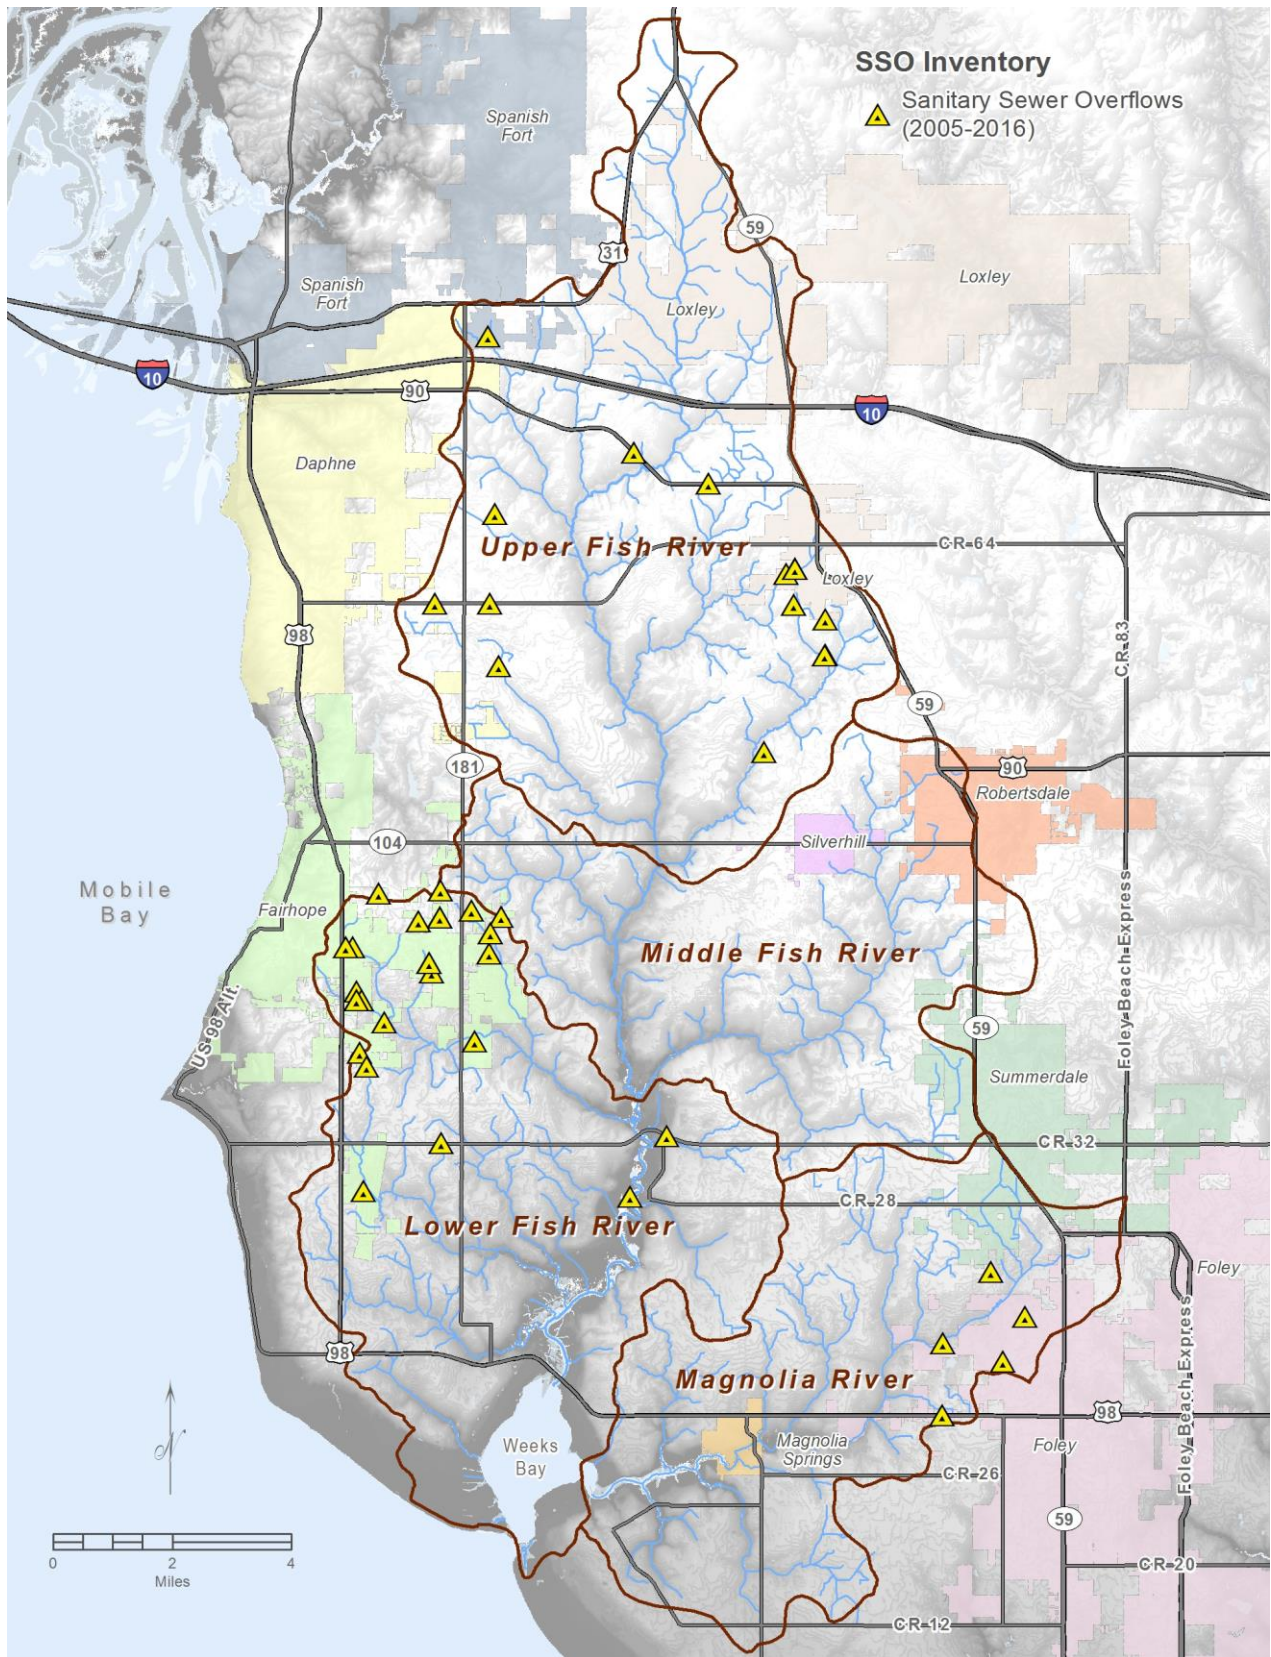 SSO Inventory
Sanitary Sewer Overflows
(2005-2016)
Spanish
Fort
59
31
Loxley
Spanish
Fort
Loxley
10
90
10
Daphne
Upper Fish River
CR 64
Loxley
98
CR 83
59
181
90
Robertsdale
104
Silverhill
Mobile
Bay
Fairhope
Middle Fish River
Foley Beach Express
US 98 Alt.
59
Summerdale
CR 32
CR 28
Lower Fish River
Foley
98
Magnolia River
Foley Beach Express
98
N
Weeks
Bay
Magnolia
Springs
Foley
CR 26
59
0 2 4
Miles
CR 20
CR 12